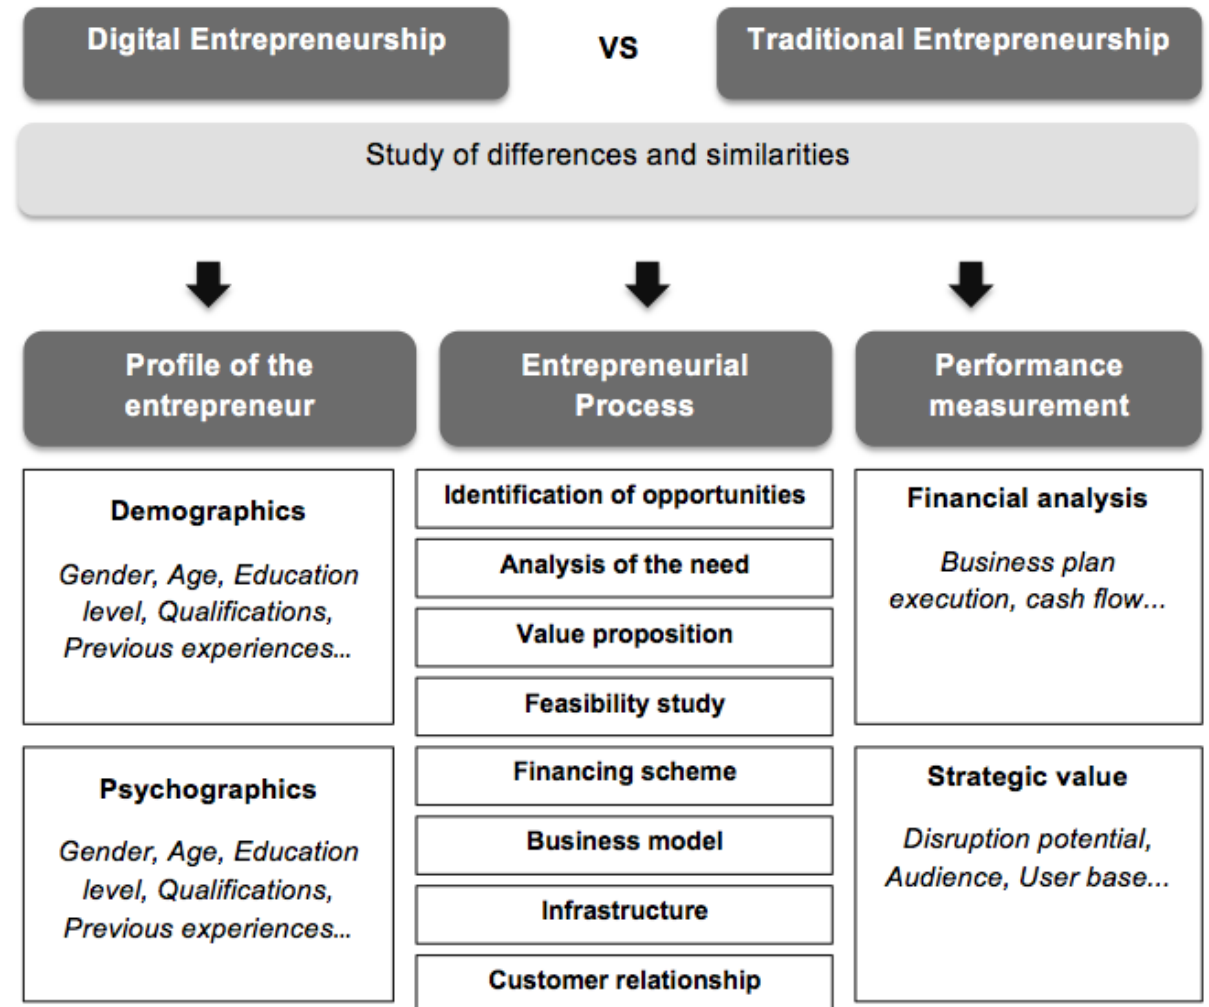 Digital Entrepreneurship
VS
Traditional Entrepreneurship
Study of differences and similarities
Profile of the
entrepreneur
Demographics
Gender, Age, Education
level, Qualifications,
Previous experiences...
Psychographics
Gender, Age, Education
level, Qualifications,
Previous experiences...
Entrepreneurial
Process
Identification of opportunities
Analysis of the need
Value proposition
Feasibility study
Financing scheme
Business model
Infrastructure
Customer relationship
Performance
measurement
Financial analysis
Business plan
execution, cash flow...
Strategic value
Disruption potential,
Audience, User base...